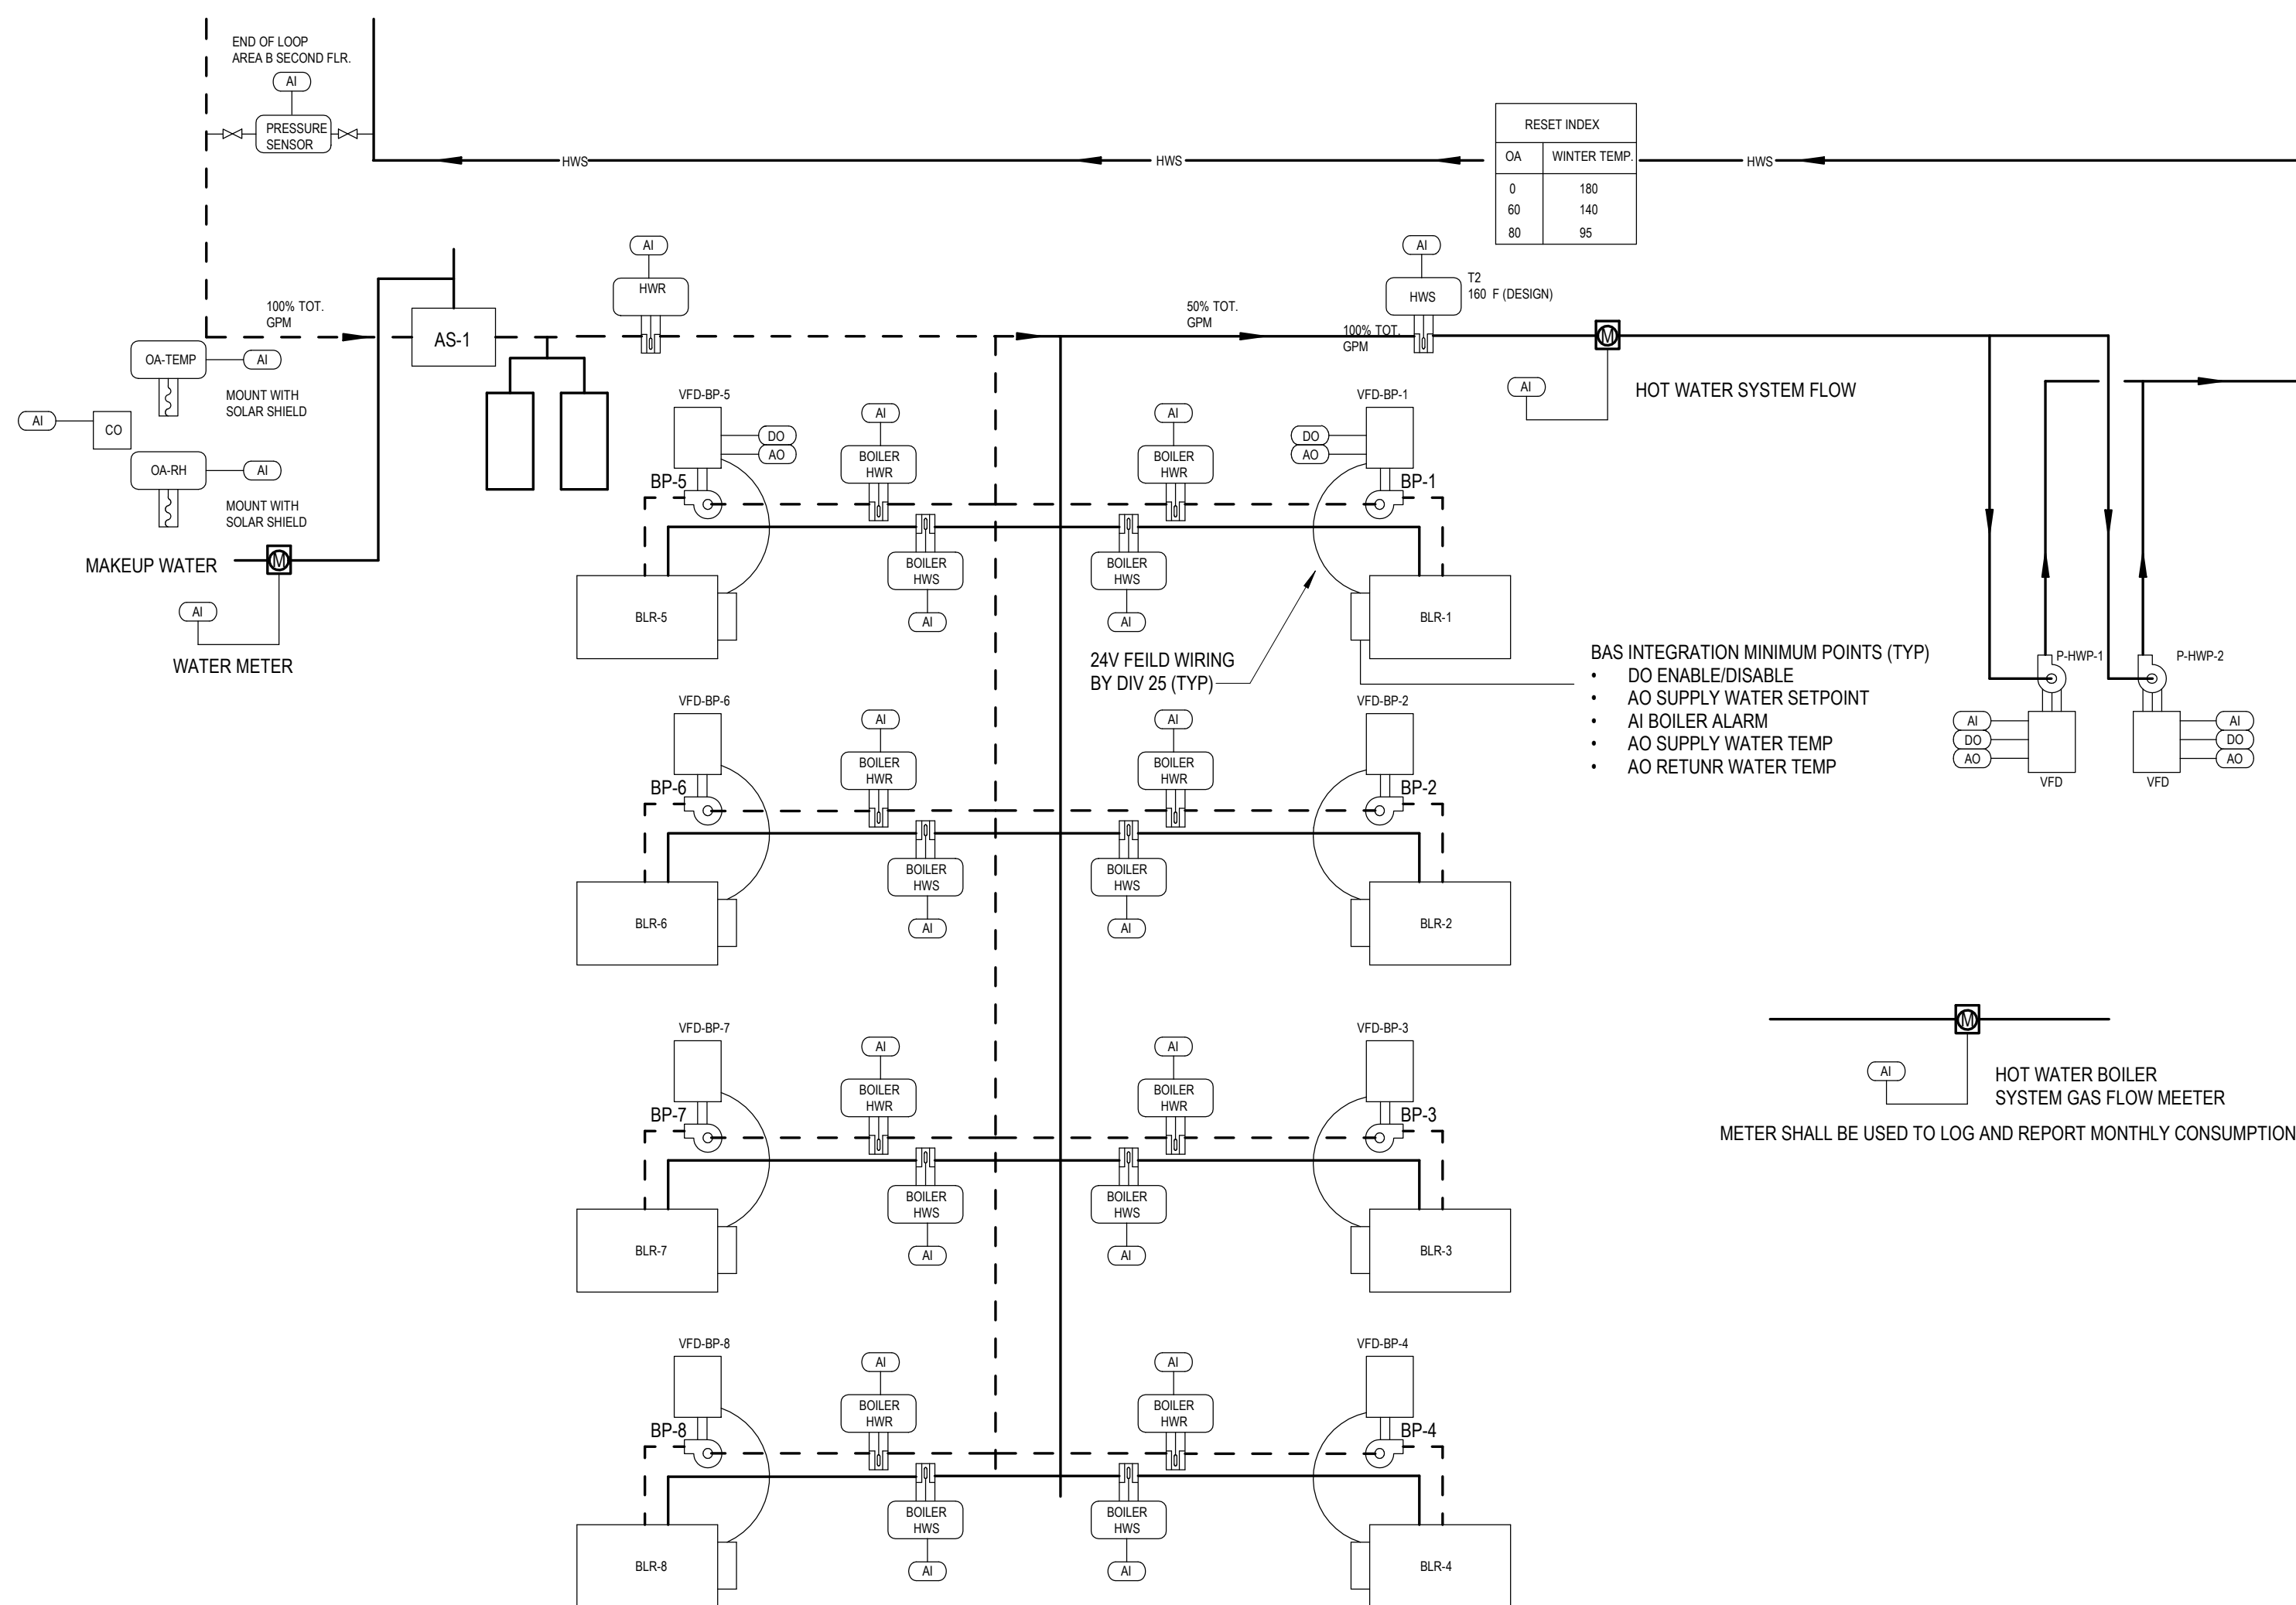 END OF LOOP
AREA B SECOND FLR.
AI
PRESSURE
SENSOR
HWS
HWS
HWS
RESET INDEX
OA WINTER TEMP.
0 180
60 140
80 95
AI
HWR
AI
HWS
T2
160 F (DESIGN)
100% TOT.
GPM
AS-1
50% TOT.
GPM
100% TOT.
GPM
M
AI
HOT WATER SYSTEM FLOW
OA-TEMP
AI
MOUNT WITH
SOLAR SHIELD
AI
CO
OA-RH
AI
MOUNT WITH
SOLAR SHIELD
MAKEUP WATER
M
AI
WATER METER
VFD-BP-5
DO
AO
BP-5
AI
BOILER
HWR
BOILER
HWS
AI
BLR-5
VFD-BP-1
DO
AO
BP-1
AI
BOILER
HWR
BOILER
HWS
AI
BLR-1
24V FEILD WIRING
BY DIV 25 (TYP)
BAS INTEGRATION MINIMUM POINTS (TYP)
• DO ENABLE/DISABLE
• AO SUPPLY WATER SETPOINT
• AI BOILER ALARM
• AO SUPPLY WATER TEMP
• AO RETUNR WATER TEMP
P-HWP-1
AI
DO
AO
VFD
P-HWP-2
AI
DO
AO
VFD
VFD-BP-6
BP-6
AI
BOILER
HWR
BOILER
HWS
AI
BLR-6
VFD-BP-2
BP-2
AI
BOILER
HWR
BOILER
HWS
AI
BLR-2
M
AI
HOT WATER BOILER
SYSTEM GAS FLOW MEETER
METER SHALL BE USED TO LOG AND REPORT MONTHLY CONSUMPTION
VFD-BP-7
BP-7
AI
BOILER
HWR
BOILER
HWS
AI
BLR-7
VFD-BP-3
BP-3
AI
BOILER
HWR
BOILER
HWS
AI
BLR-3
VFD-BP-8
BP-8
AI
BOILER
HWR
BOILER
HWS
AI
BLR-8
VFD-BP-4
BP-4
AI
BOILER
HWR
BOILER
HWS
AI
BLR-4